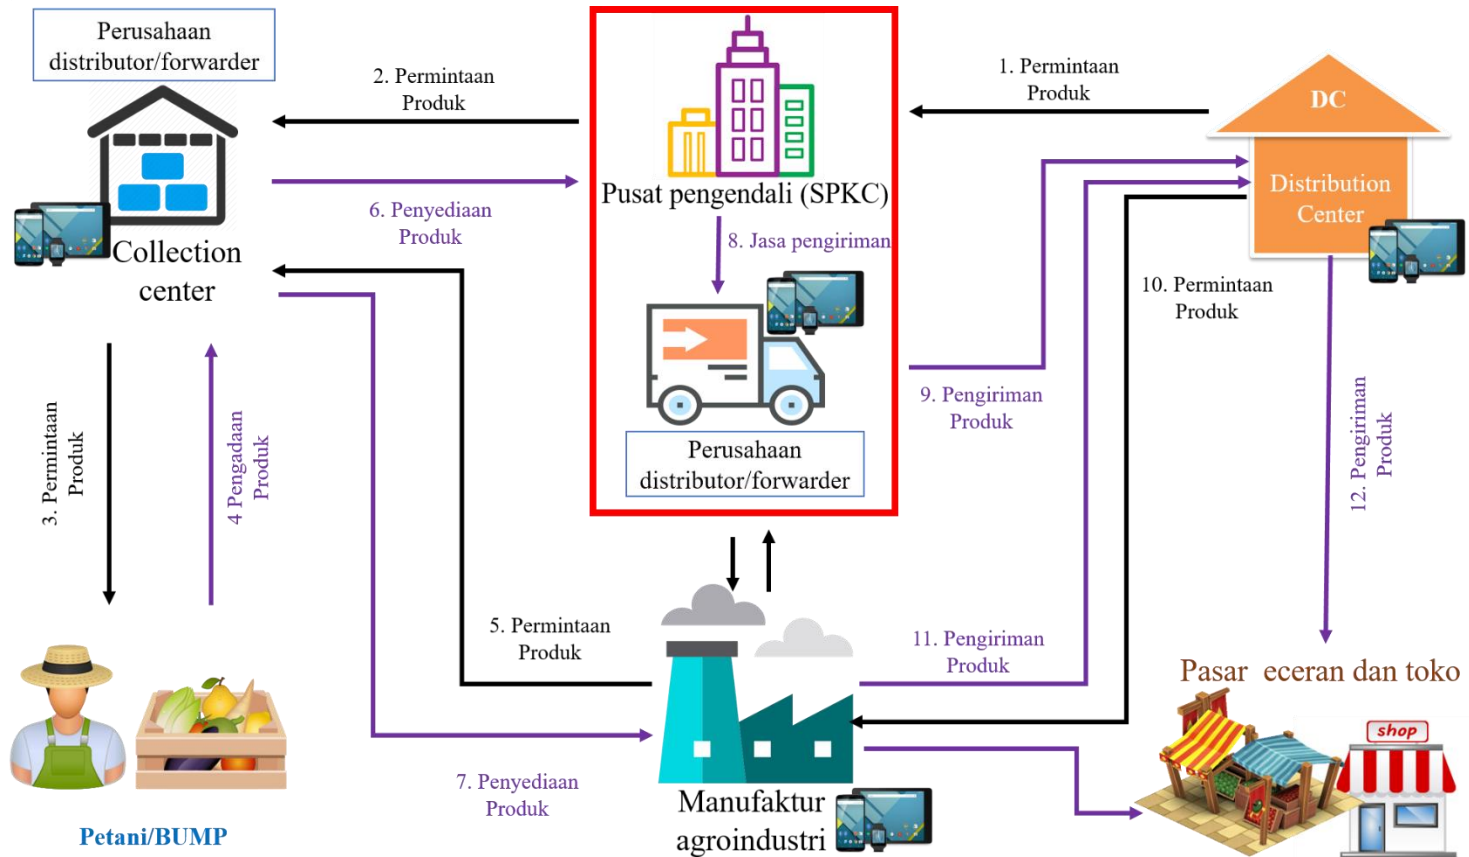 Perusahaan
distributor/forwarder
2. Permintaan
Produk
1. Permintaan
Produk
DC
Distribution
Center
Pusat pengendali (SPKC)
6. Penyediaan
Produk
8. Jasa pengiriman
Collection
center
10. Permintaan
Produk
9. Pengiriman
Produk
Perusahaan
distributor/forwarder
3. Permintaan
Produk
4 Pengadaan
Produk
12. Pengiriman
Produk
5. Permintaan
Produk
11. Pengiriman
Produk
Pasar eceran dan toko
shop
7. Penyediaan
Produk
Manufaktur
agroindustri
Petani/BUMP